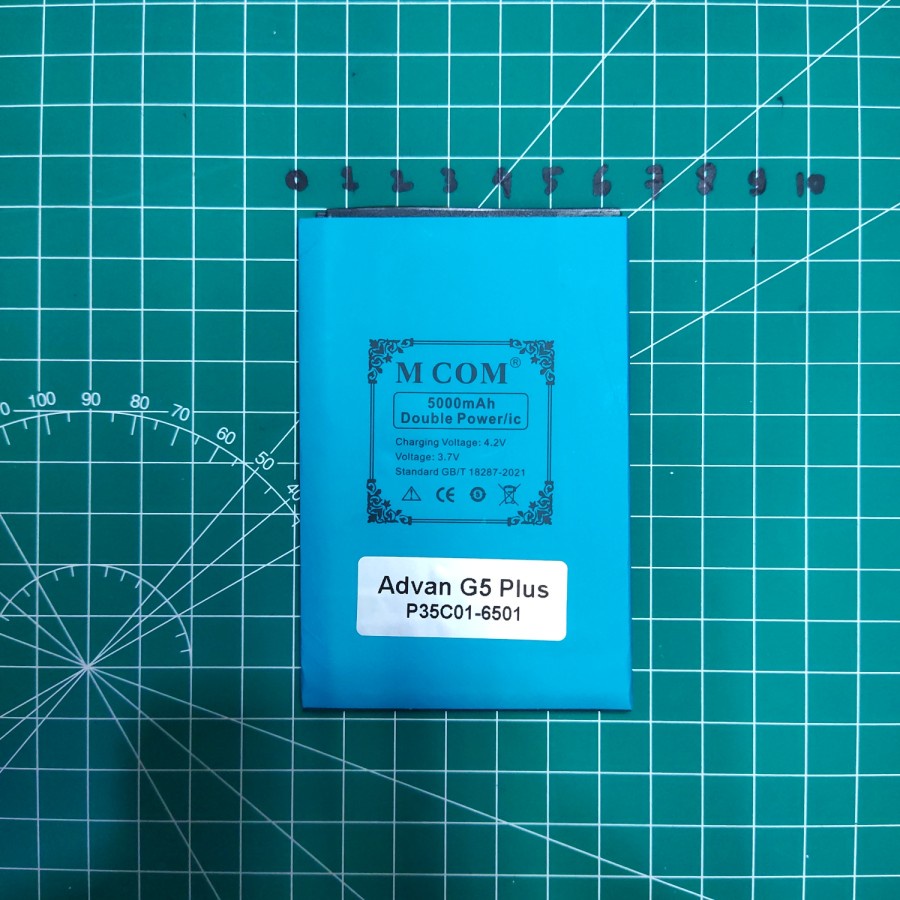 0 1 2 3 4 5 6 7 8 9 10
M COM®
5000mAh
Double Power/ic
Charging Voltage: 4.2V
Voltage: 3.7V
Standard GB/T 18287-2021
CE
Advan G5 Plus
P35C01-6501
0 100 90 80 70 60 50 40